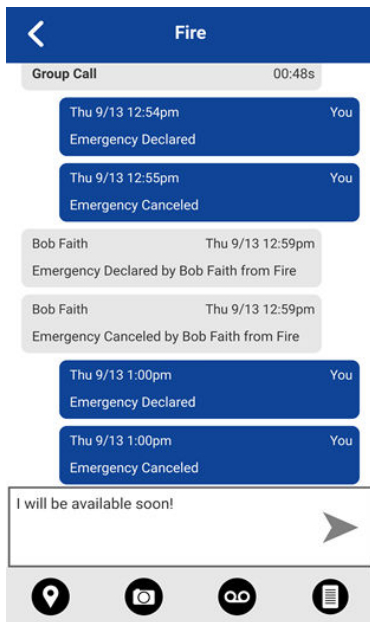 Fire
Group Call 00:48s
Thu 9/13 12:54pm You
Emergency Declared
Thu 9/13 12:55pm You
Emergency Canceled
Bob Faith Thu 9/13 12:59pm
Emergency Declared by Bob Faith from Fire
Bob Faith Thu 9/13 12:59pm
Emergency Canceled by Bob Faith from Fire
Thu 9/13 1:00pm You
Emergency Declared
Thu 9/13 1:00pm You
Emergency Canceled
I will be available soon!